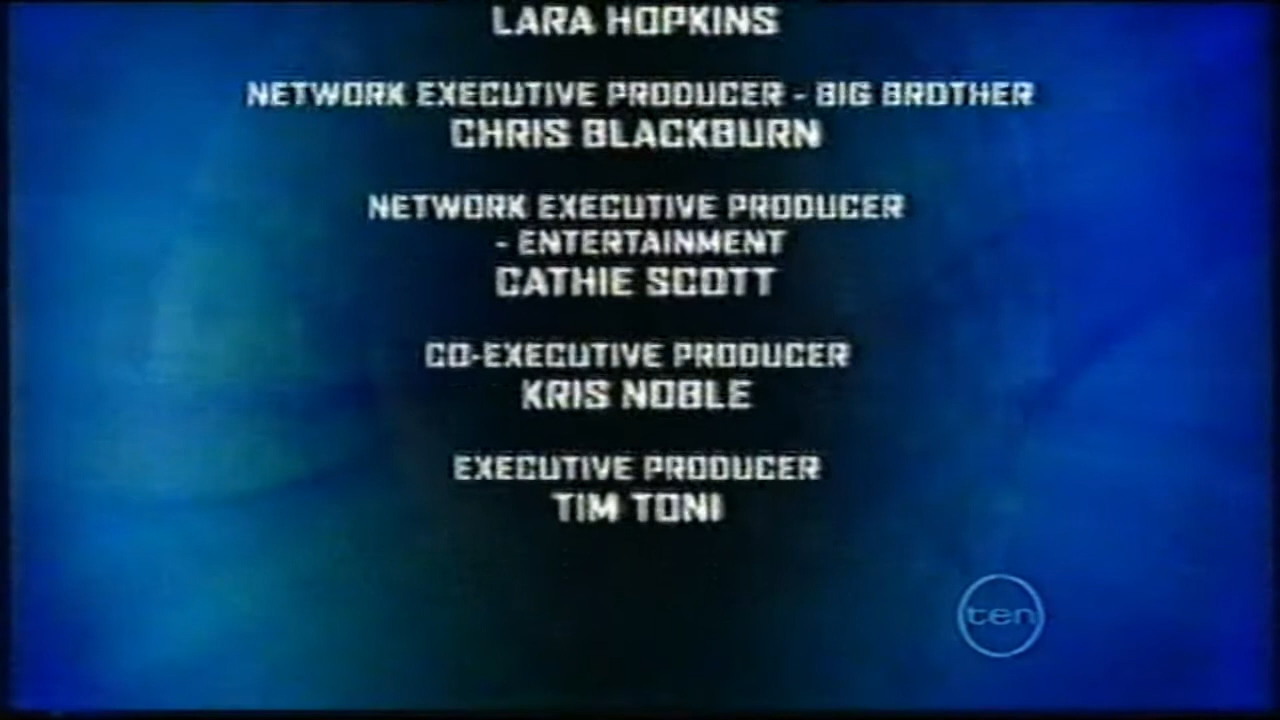 LARA HOPKINS
NETWORK EXECUTIVE PRODUCER - BIG BROTHER
CHRIS BLACKBURN
NETWORK EXECUTIVE PRODUCER
- ENTERTAINMENT
CATHIE SCOTT
CO-EXECUTIVE PRODUCER
KRIS NOBLE
EXECUTIVE PRODUCER
TIM TONI
ten